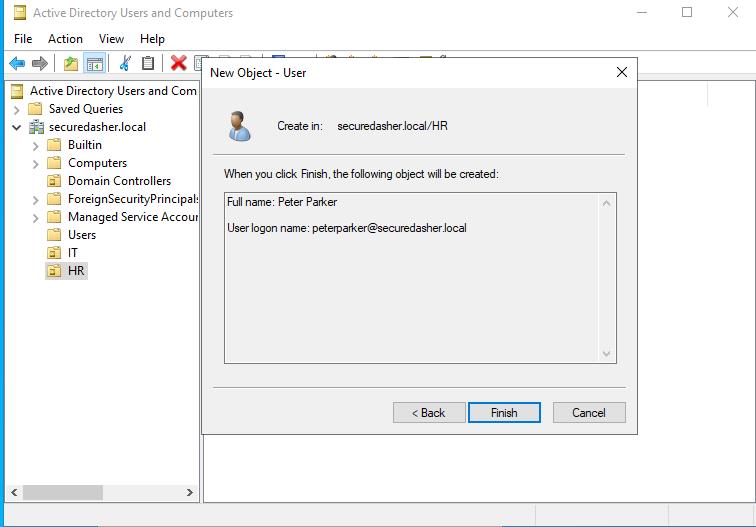 Active Directory Users and Computers
File Action View Help
Active Directory Users and Com
Saved Queries
securedasher.local
Builtin
Computers
Domain Controllers
ForeignSecurityPrincipals
Managed Service Accour
Users
IT
HR
New Object - User
Create in: securedasher.local/HR
When you click Finish, the following object will be created:
Full name: Peter Parker
User logon name: peterparker@securedasher.local
< Back Finish Cancel